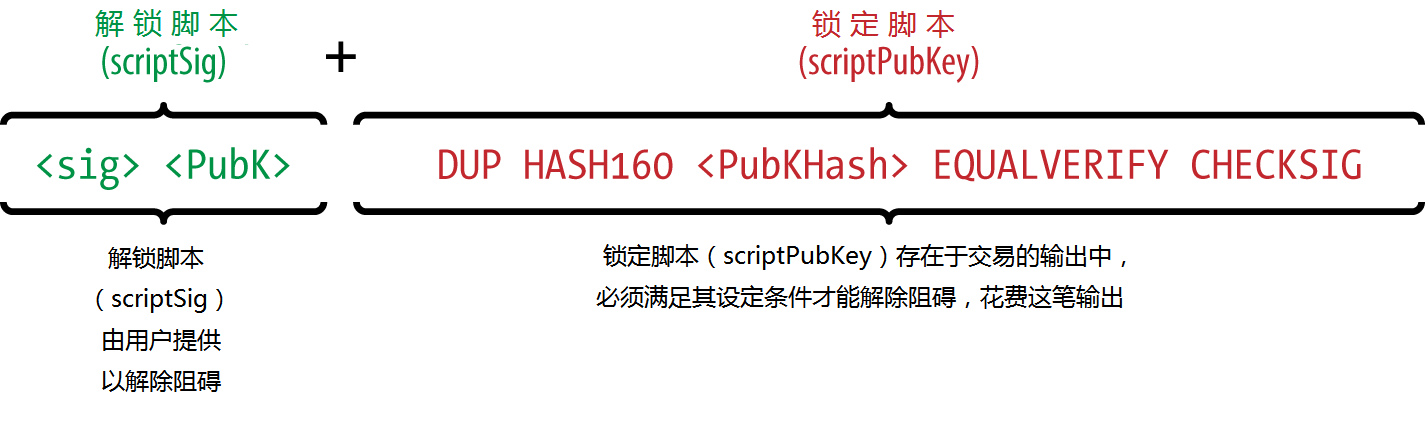 解锁脚本
(scriptSig)
+
锁定脚本
(scriptPubKey)
<sig> <PubK>
DUP HASH160 <PubKHash> EQUALVERIFY CHECKSIG
解锁脚本
（scriptSig）
由用户提供
以解除阻碍
锁定脚本（scriptPubKey）存在于交易的输出中，
必须满足其设定条件才能解除阻碍，花费这笔输出